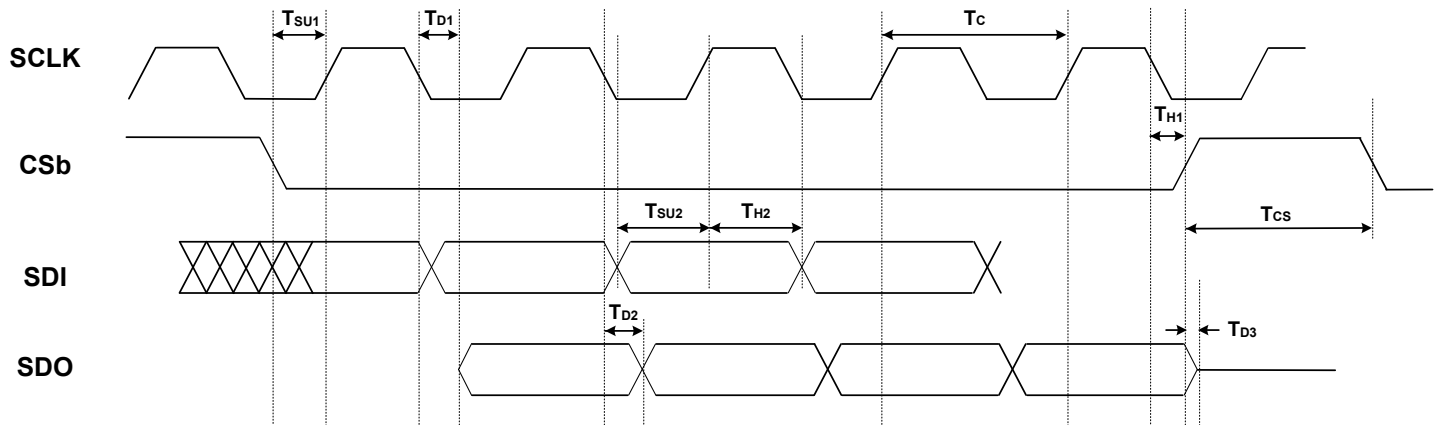 TSU1
TD1
TC
SCLK
TH1
CSb
TSU2
TH2
TCS
SDI
TD2
TD3
SDO